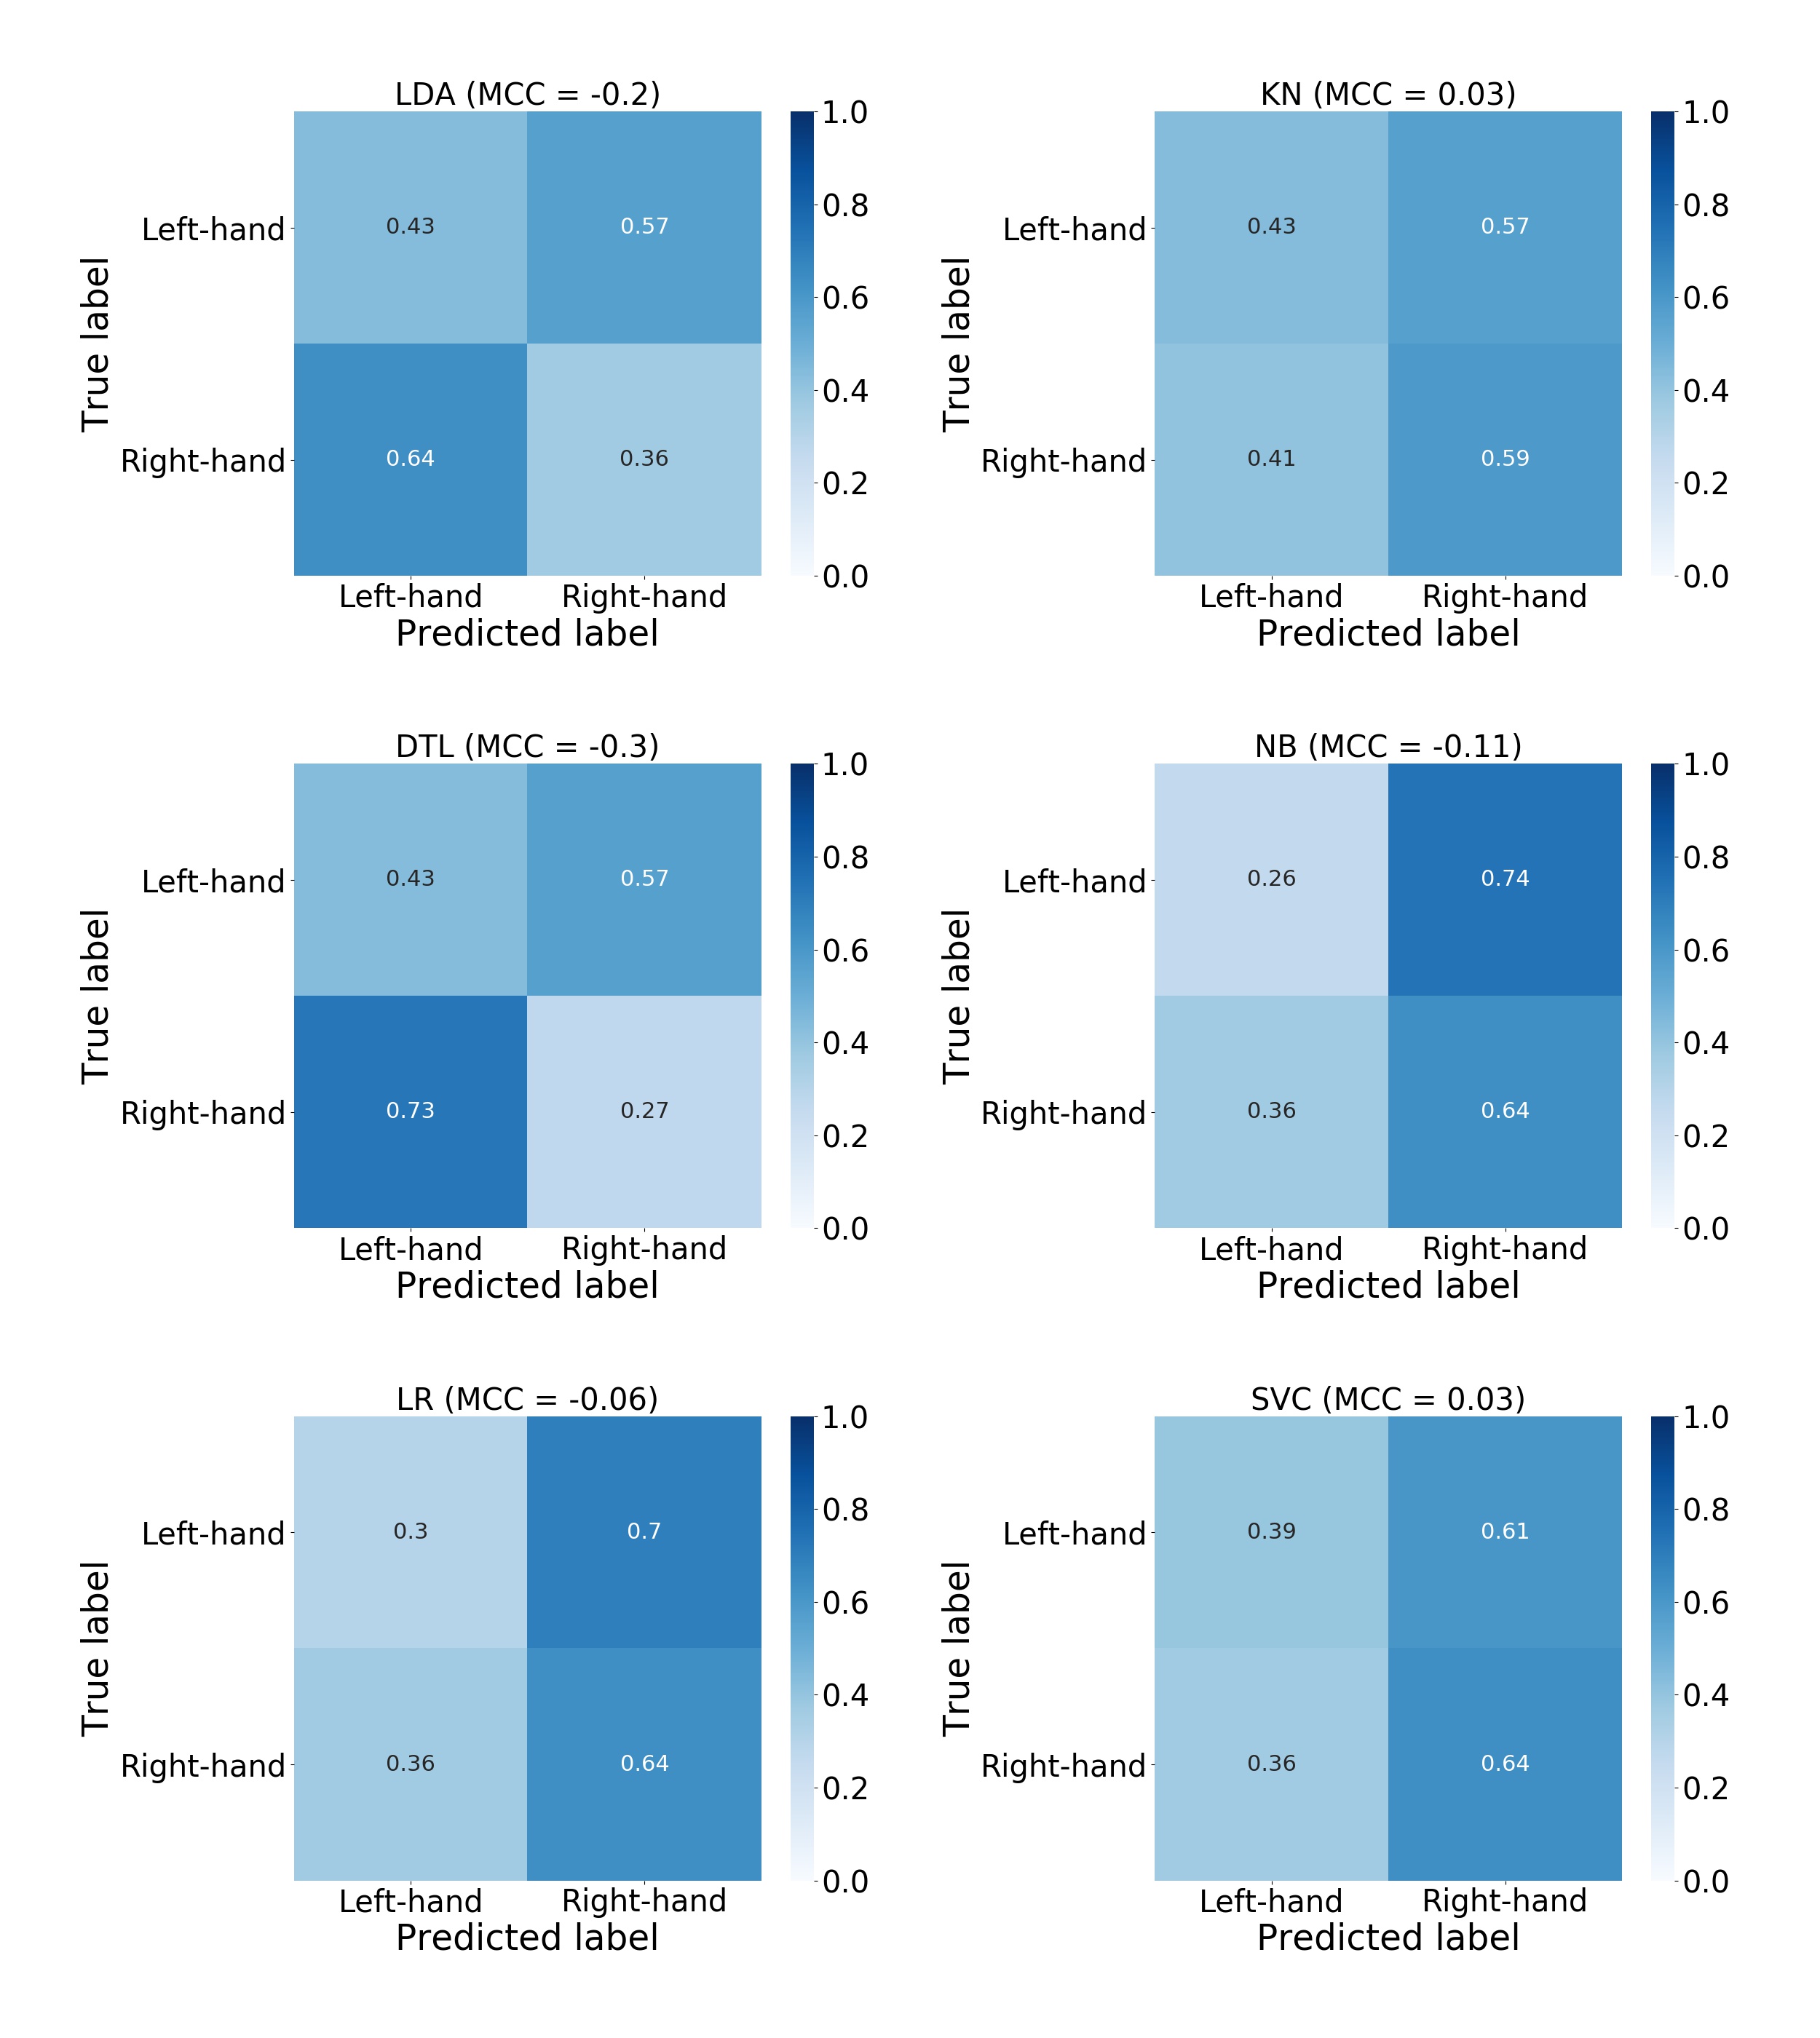 LDA (MCC = -0.2)
1.0
0.8
0.6
0.4
0.2
0.0
True label
Left-hand
0.43 0.57
Right-hand
0.64 0.36
Left-hand Right-hand
Predicted label
KN (MCC = 0.03)
1.0
0.8
0.6
0.4
0.2
0.0
True label
Left-hand
0.43 0.57
Right-hand
0.41 0.59
Left-hand Right-hand
Predicted label
DTL (MCC = -0.3)
1.0
0.8
0.6
0.4
0.2
0.0
True label
Left-hand
0.43 0.57
Right-hand
0.73 0.27
Left-hand Right-hand
Predicted label
NB (MCC = -0.11)
1.0
0.8
0.6
0.4
0.2
0.0
True label
Left-hand
0.26 0.74
Right-hand
0.36 0.64
Left-hand Right-hand
Predicted label
LR (MCC = -0.06)
1.0
0.8
0.6
0.4
0.2
0.0
True label
Left-hand
0.3 0.7
Right-hand
0.36 0.64
Left-hand Right-hand
Predicted label
SVC (MCC = 0.03)
1.0
0.8
0.6
0.4
0.2
0.0
True label
Left-hand
0.39 0.61
Right-hand
0.36 0.64
Left-hand Right-hand
Predicted label